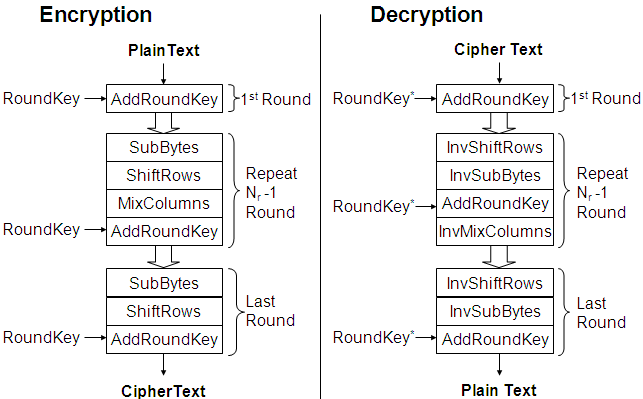 Encryption
PlainText
RoundKey
AddRoundKey
1st Round
SubBytes
ShiftRows
MixColumns
RoundKey
AddRoundKey
Repeat
Nr -1
Round
SubBytes
ShiftRows
RoundKey
AddRoundKey
Last
Round
CipherText
Decryption
Cipher Text
RoundKey*
AddRoundKey
1st Round
InvShiftRows
InvSubBytes
RoundKey*
AddRoundKey
InvMixColumns
Repeat
Nr -1
Round
InvShiftRows
InvSubBytes
RoundKey*
AddRoundKey
Last
Round
Plain Text